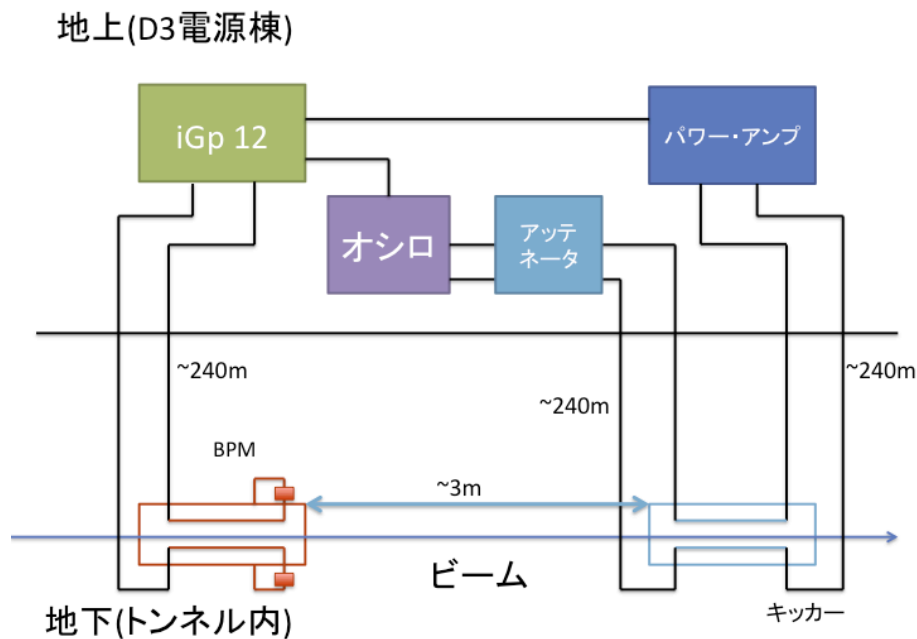 地上(D3電源棟)
iGp 12
パワー・アンプ
オシロ
アッテ
ネータ
~240m
~240m
~240m
BPM
~3m
ビーム
キッカー
地下(トンネル内)